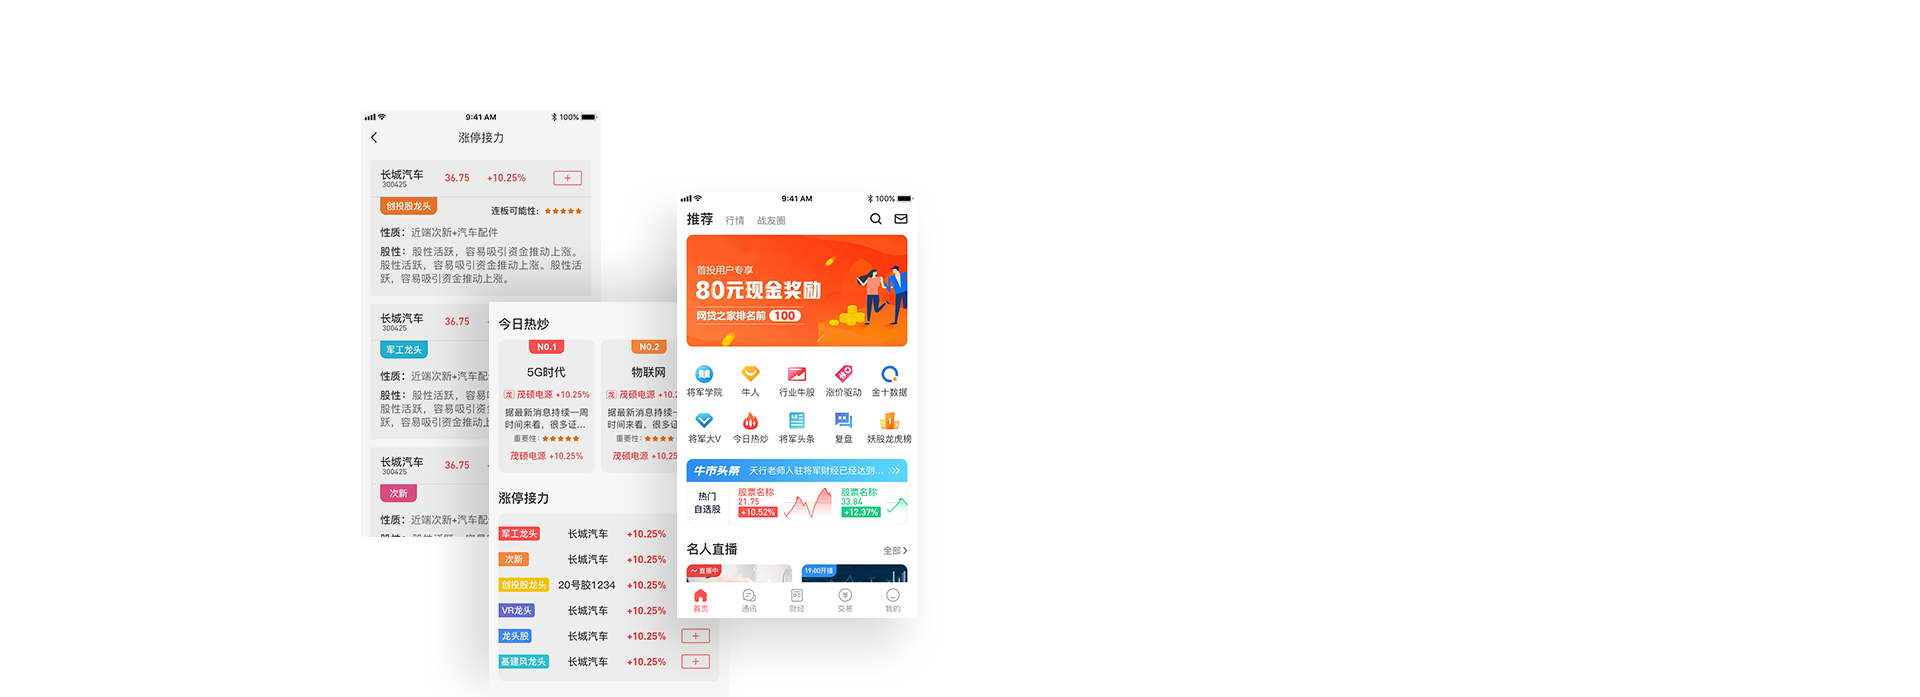 9:41 AM
100%
涨停接力
长城汽车
300425
36.75
+10.25%
创投股龙头
连板可能性:
性质：近端次新+汽车配件
股性：股性活跃，容易吸引资金推动上涨。
股性活跃，容易吸引资金推动上涨。股性活
跃，容易吸引资金推动上涨。
长城汽车
300425
36.75
军工龙头
性质：近端次新+汽车配
股性：股性活跃，容易
股性活跃，容易吸引资
跃，容易吸引资金推动上
长城汽车
300425
36.75
次新
性质：近端次新+汽车配
今日热炒
NO.1
5G时代
龙 茂硕电源 +10.25%
据最新消息持续一周
时间来看，很多证...
重要性:
茂硕电源 +10.25%
NO.2
物联网
龙 茂硕电源 +10.2
据最新消息持续一
时间来看，很多证
重要性:
茂硕电源 +10.25
涨停接力
军工龙头 长城汽车 +10.25%
次新 长城汽车 +10.25%
创投股龙头 20号胶1234 +10.25%
VR龙头 长城汽车 +10.25%
龙头股 长城汽车 +10.25%
基建风龙头 长城汽车 +10.25%
9:41 AM
100%
推荐 行情 战友圈
首投用户专享
80元现金奖励
网贷之家排名前 100
将军学院 牛人 行业牛股 涨价驱动 金十数据
将军大V 今日热炒 将军头条 复盘 妖股龙虎榜
牛市头条 天行老师入驻将军财经已经达到...
热门
自选股
股票名称
21.75
+10.52%
股票名称
33.84
+12.37%
名人直播
全部
直播中
19:00开播
首页 通讯 财经 交易 我的